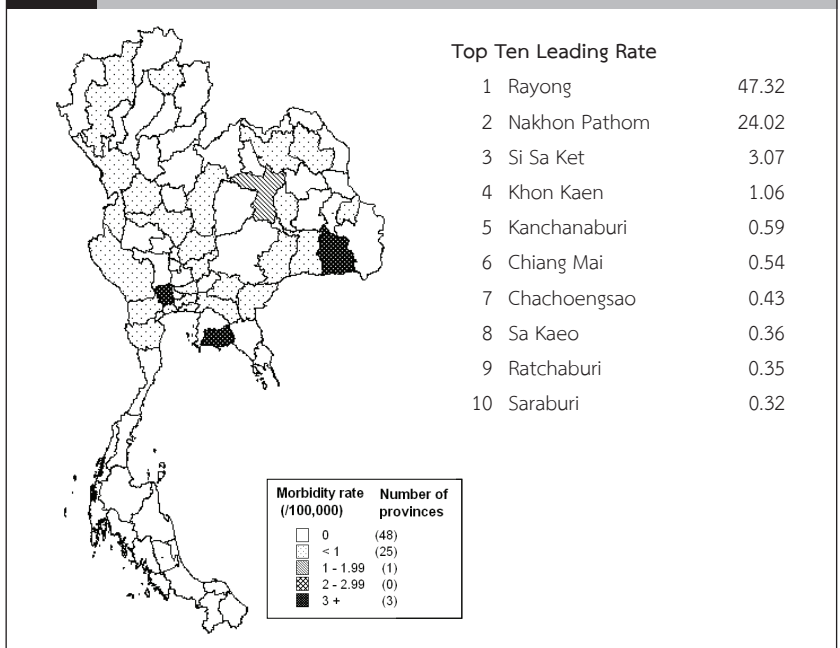 Top Ten Leading Rate
1 Rayong 47.32
2 Nakhon Pathom 24.02
3 Si Sa Ket 3.07
4 Khon Kaen 1.06
5 Kanchanaburi 0.59
6 Chiang Mai 0.54
7 Chachoengsao 0.43
8 Sa Kaeo 0.36
9 Ratchaburi 0.35
10 Saraburi 0.32
Morbidity rate Number of
(/100,000) provinces
0 (48)
< 1 (25)
1 - 1.99 (1)
2 - 2.99 (0)
3 + (3)